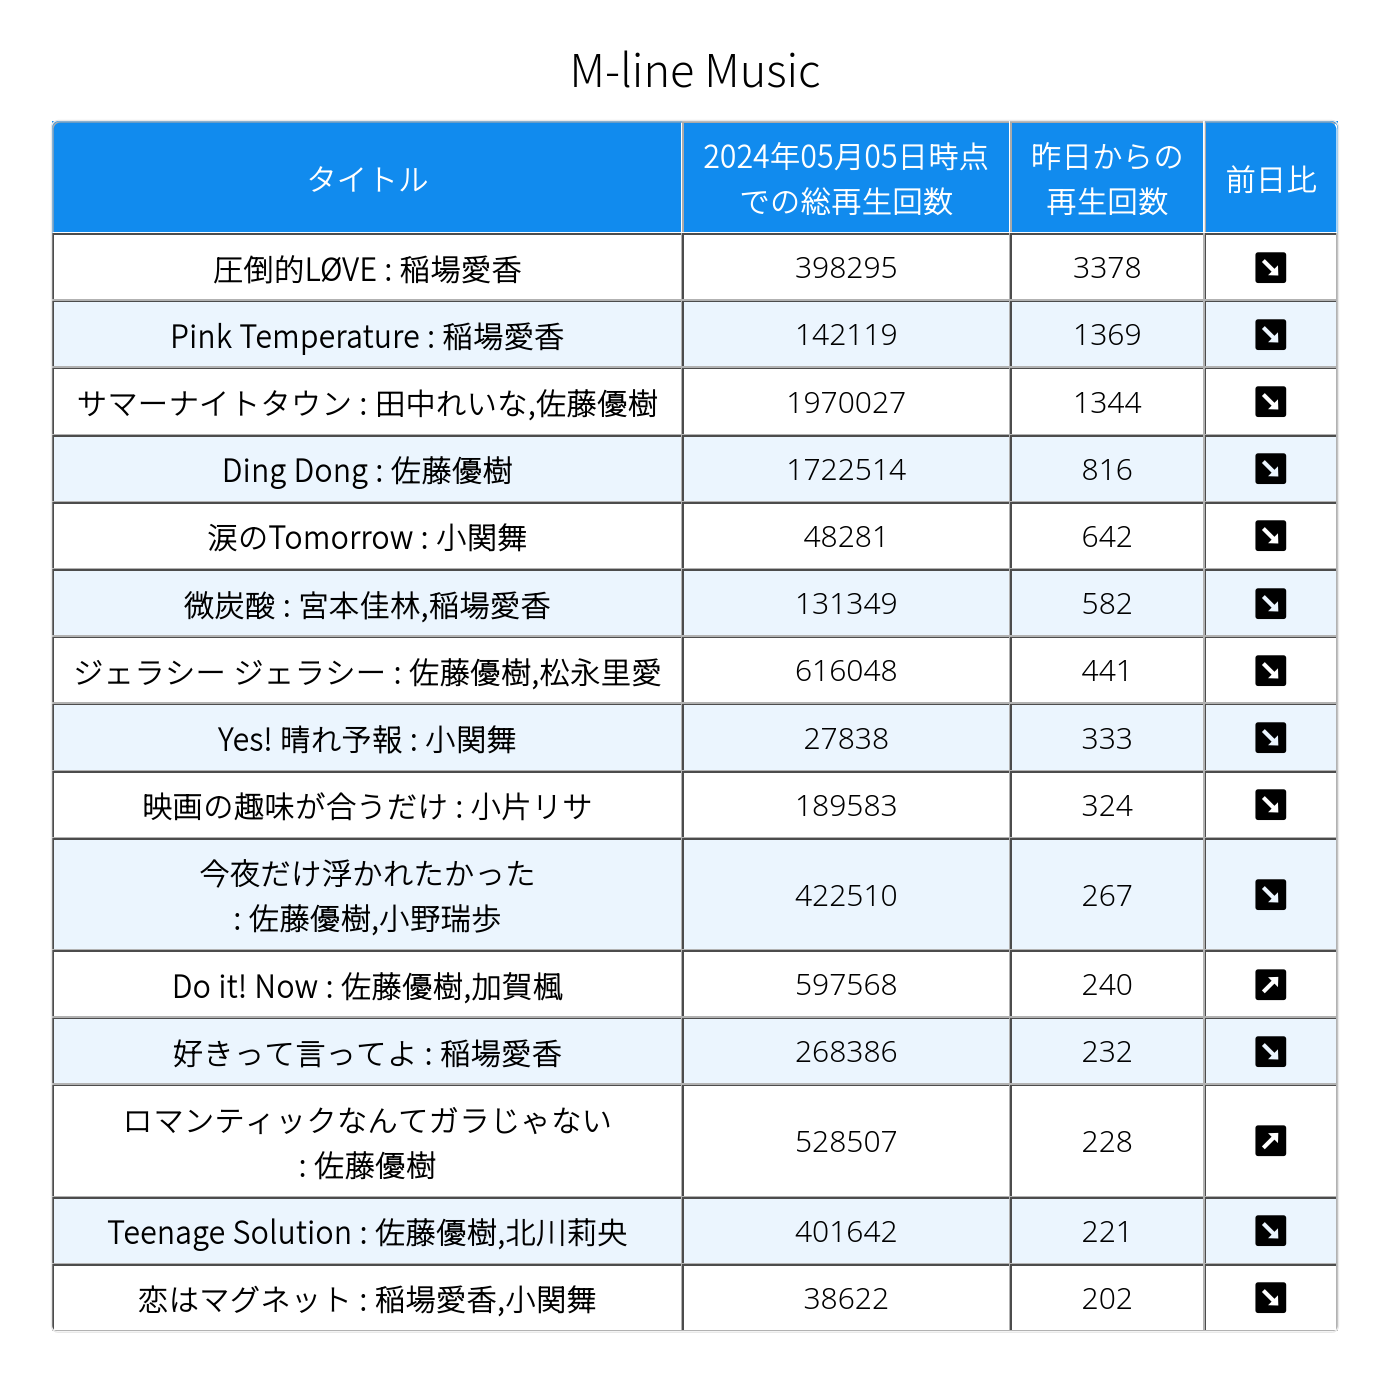 M-line Music
タイトル
2024年05月05日時点
での総再生回数
昨日からの
再生回数
前日比
圧倒的LØVE : 稲場愛香 398295 3378
Pink Temperature : 稲場愛香 142119 1369
サマーナイトタウン : 田中れいな,佐藤優樹 1970027 1344
Ding Dong : 佐藤優樹 1722514 816
涙のTomorrow : 小関舞 48281 642
微炭酸 : 宮本佳林,稲場愛香 131349 582
ジェラシー ジェラシー : 佐藤優樹,松永里愛 616048 441
Yes! 晴れ予報 : 小関舞 27838 333
映画の趣味が合うだけ : 小片リサ 189583 324
今夜だけ浮かれたかった
: 佐藤優樹,小野瑞歩 422510 267
Do it! Now : 佐藤優樹,加賀楓 597568 240
好きって言ってよ : 稲場愛香 268386 232
ロマンティックなんてガラじゃない
: 佐藤優樹 528507 228
Teenage Solution : 佐藤優樹,北川莉央 401642 221
恋はマグネット : 稲場愛香,小関舞 38622 202